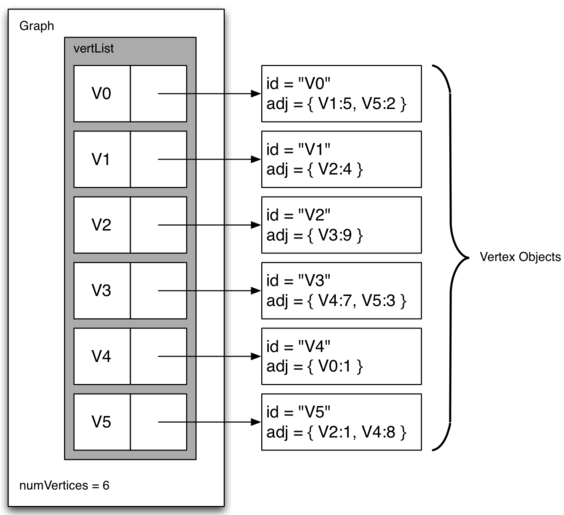 Graph
vertList
V0
id = "V0"
adj = { V1:5, V5:2 }
V1
id = "V1"
adj = { V2:4 }
V2
id = "V2"
adj = { V3:9 }
Vertex Objects
V3
id = "V3"
adj = { V4:7, V5:3 }
V4
id = "V4"
adj = { V0:1 }
V5
id = "V5"
adj = { V2:1, V4:8 }
numVertices = 6